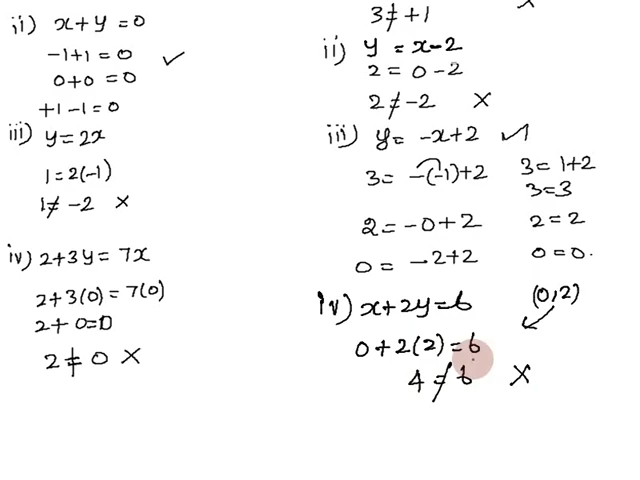 ii) x+y=0
-1+1=0 ✓
0+0=0
+1-1=0
iii) y=2x
1=2(-1)
1≠-2 ×
iv) 2+3y=7x
2+3(0)=7(0)
2+0=0
2≠0 ×
3≠+1 ×
ii) y=x-2
2=0-2
2≠-2 ×
iii) y=-x+2 ✓
3=-(-1)+2 3=1+2
3=3
2=-0+2 2=2
0=-2+2 0=0.
iv) x+2y=6 (0,2)
0+2(2)=6
4≠6 ×